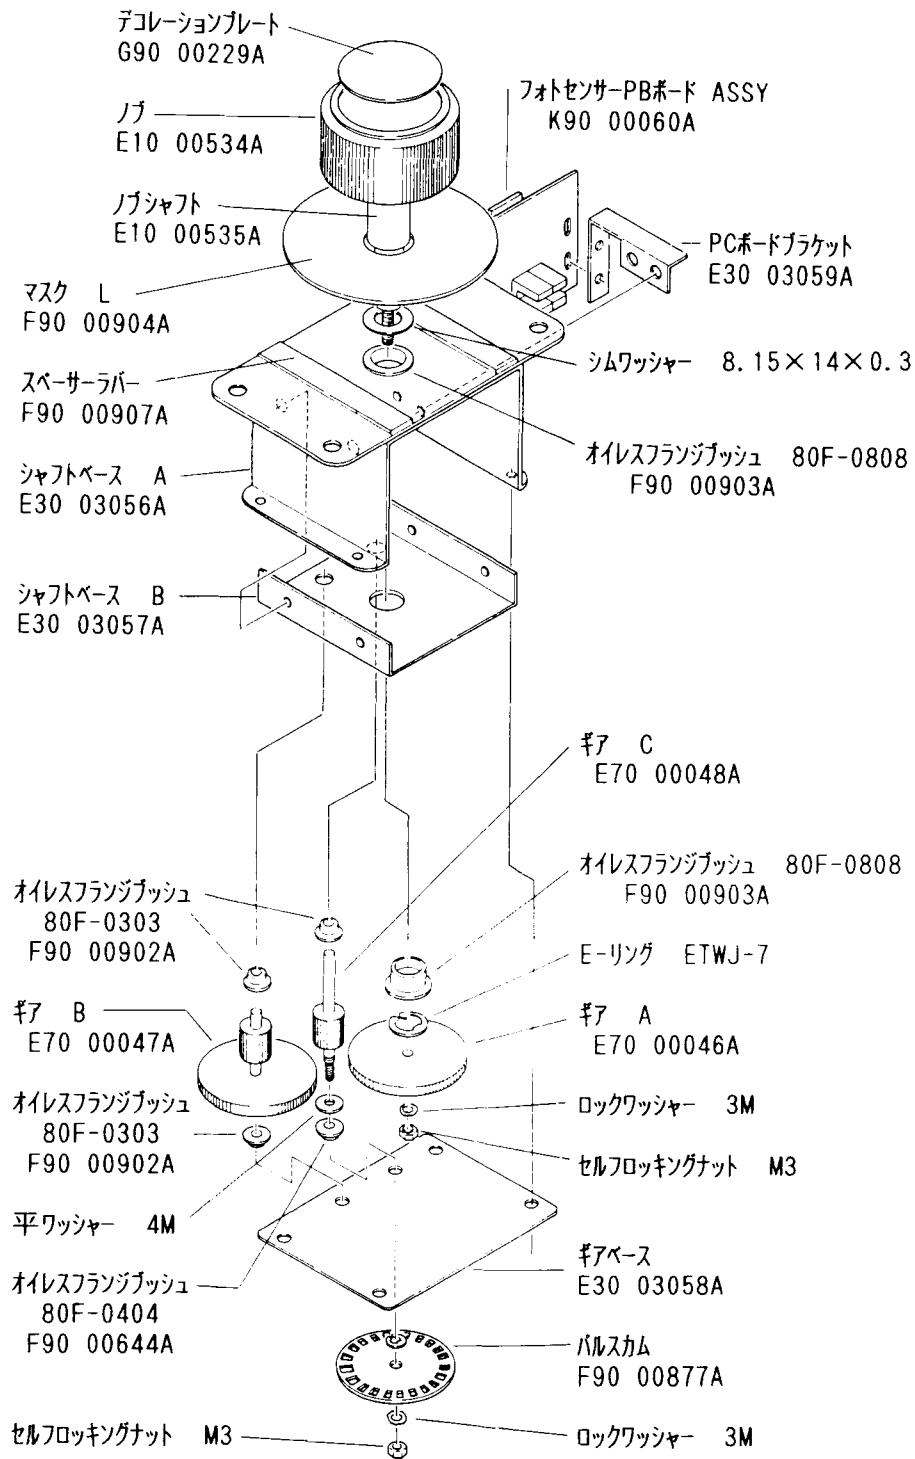 デコレーションプレート
G90 00229A
ノブ
E10 00534A
ノブシャフト
E10 00535A
マスク L
F90 00904A
スペーサーラバー
F90 00907A
シャフトベース A
E30 03056A
シャフトベース B
E30 03057A
フォトセンサーPBボード ASSY
K90 00060A
PCボードブラケット
E30 03059A
シムワッシャー 8.15×14×0.3
オイレスフランジブッシュ 80F-0808
F90 00903A
ギア C
E70 00048A
オイレスフランジブッシュ 80F-0808
F90 00903A
E-リング ETWJ-7
ギア A
E70 00046A
ロックワッシャー 3M
セルフロッキングナット M3
ギアベース
E30 03058A
パルスカム
F90 00877A
ロックワッシャー 3M
オイレスフランジブッシュ
80F-0303
F90 00902A
ギア B
E70 00047A
オイレスフランジブッシュ
80F-0303
F90 00902A
平ワッシャー 4M
オイレスフランジブッシュ
80F-0404
F90 00644A
セルフロッキングナット M3